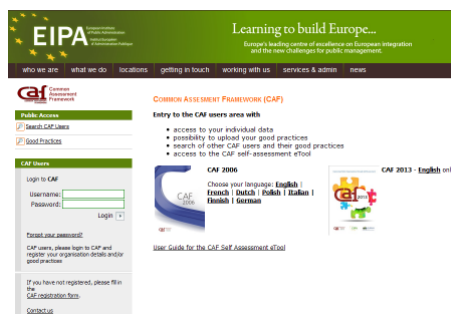 EIPA
European Institute
of Public Administration
Institut Européen
d'Administration Publique
Learning to build Europe...
Europe's leading centre of excellence on European integration
and the new challenges for public management.
who we are what we do locations getting in touch working with us services & admin news
caf Common
Assessment
Framework
Public Access
Search CAF Users
Good Practices
CAF Users
Login to CAF
Username:
Password:
Login
Forgot your password?
CAF users, please login to CAF and
register your organisation details and/or
good practices
If you have not registered, please fill in
the
CAF registration form.
Contact us
COMMON ASSESMENT FRAMEWORK (CAF)
Entry to the CAF users area with
access to your individual data
possibility to upload your good practices
search of other CAF users and their good practices
access to the CAF self-assessment eTool
CAF
2006
CAF 2006
Choose your language: English |
French | Dutch | Polish | Italian |
Finnish | German
caf
CAF 2013 - English onl
User Guide for the CAF Self Assessment eTool